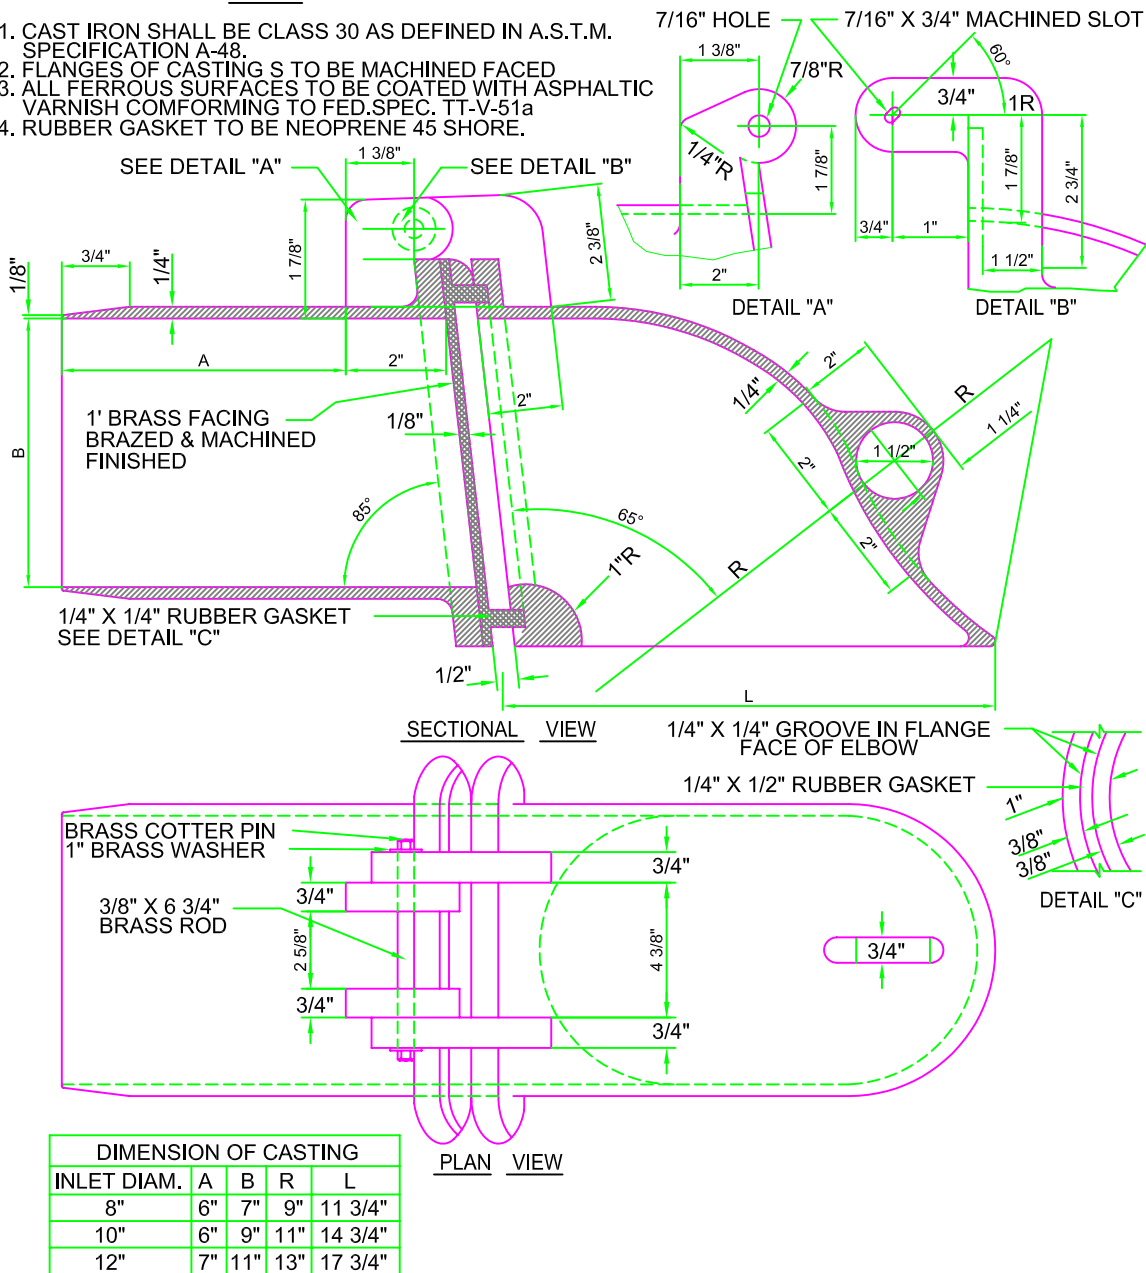 1. CAST IRON SHALL BE CLASS 30 AS DEFINED IN A.S.T.M.
SPECIFICATION A-48.
2. FLANGES OF CASTING S TO BE MACHINED FACED
3. ALL FERROUS SURFACES TO BE COATED WITH ASPHALTIC
VARNISH COMFORMING TO FED.SPEC. TT-V-51a
4. RUBBER GASKET TO BE NEOPRENE 45 SHORE.
7/16" HOLE
7/16" X 3/4" MACHINED SLOT
1 3/8"
7/8"R
1/4"R
1 7/8"
2"
DETAIL "A"
60°
3/4"
1R
1 7/8"
2 3/4"
3/4"
1"
1 1/2"
DETAIL "B"
SEE DETAIL "A"
1 3/8"
SEE DETAIL "B"
1/8"
3/4"
1/4"
1 7/8"
2 3/8"
A
2"
2"
B
1' BRASS FACING
BRAZED & MACHINED
FINISHED
1/8"
85°
65°
1"R
1/4"
2"
R
1 1/4"
1 1/2"
2"
2"
R
1/4" X 1/4" RUBBER GASKET
SEE DETAIL "C"
1/2"
L
SECTIONAL VIEW
1/4" X 1/4" GROOVE IN FLANGE
FACE OF ELBOW
1/4" X 1/2" RUBBER GASKET
1"
3/8"
3/8"
DETAIL "C"
BRASS COTTER PIN
1" BRASS WASHER
3/4"
3/4"
3/8" X 6 3/4"
BRASS ROD
2 5/8"
4 3/8"
3/4"
3/4"
3/4"
PLAN VIEW
DIMENSION OF CASTING
INLET DIAM. A B R L
8" 6" 7" 9" 11 3/4"
10" 6" 9" 11" 14 3/4"
12" 7" 11" 13" 17 3/4"